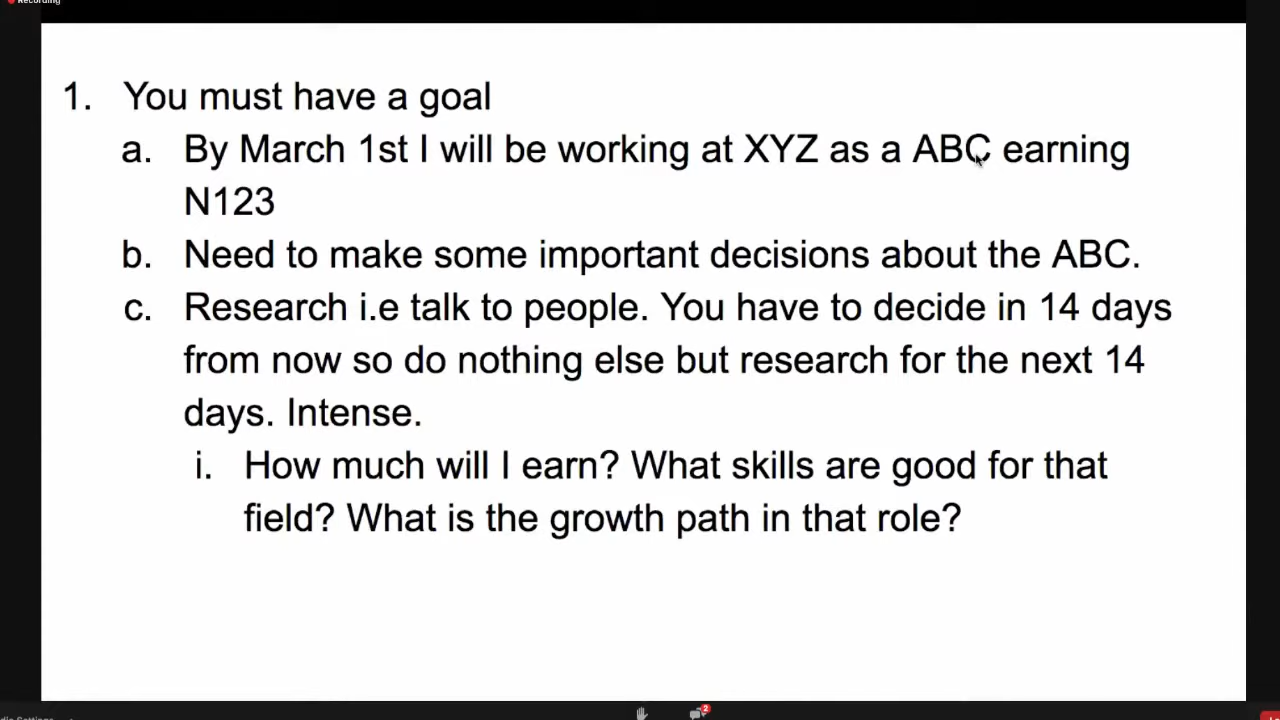 Recording
1. You must have a goal
a. By March 1st I will be working at XYZ as a ABC earning
N123
b. Need to make some important decisions about the ABC.
c. Research i.e talk to people. You have to decide in 14 days
from now so do nothing else but research for the next 14
days. Intense.
i. How much will I earn? What skills are good for that
field? What is the growth path in that role?
2